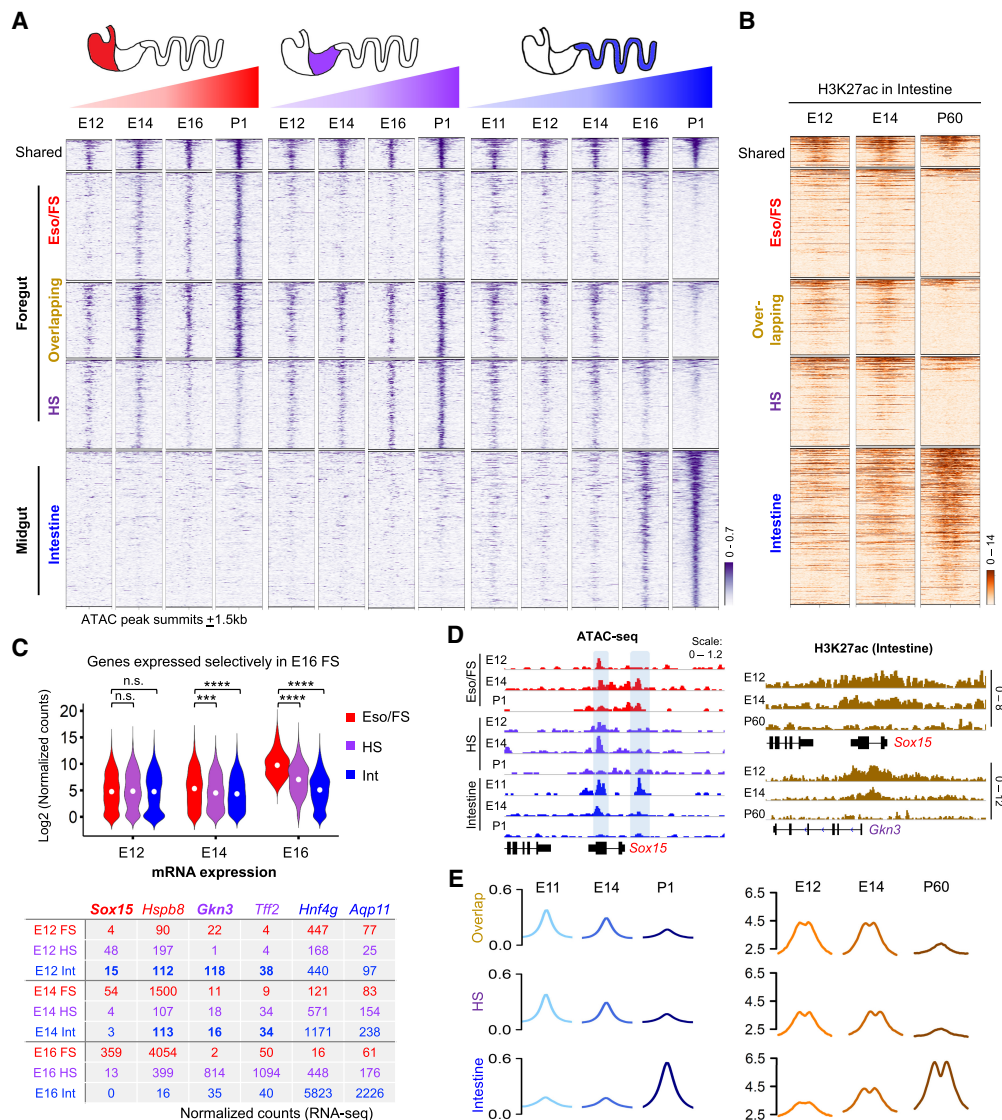 A
E12 E14 E16 P1 E12 E14 E16 P1 E11 E12 E14 E16 P1
Shared
Foregut
Eso/FS
Overlapping
HS
Midgut
Intestine
0 - 0.7
ATAC peak summits ±1.5kb
B
H3K27ac in Intestine
E12 E14 P60
Shared
Eso/FS
Over-
lapping
HS
Intestine
0 – 14
C
Genes expressed selectively in E16 FS
n.s.
n.s.
****
***
****
****
Log2 (Normalized counts)
20
15
10
5
0
E12 E14 E16
mRNA expression
Eso/FS
HS
Int
Sox15 Hspb8 Gkn3 Tff2 Hnf4g Aqp11
E12 FS 4 90 22 4 447 77
E12 HS 48 197 1 4 168 25
E12 Int 15 112 118 38 440 97
E14 FS 54 1500 11 9 121 83
E14 HS 4 107 18 34 571 154
E14 Int 3 113 16 34 1171 238
E16 FS 359 4054 2 50 16 61
E16 HS 13 399 814 1094 448 176
E16 Int 0 16 35 40 5823 2226
Normalized counts (RNA-seq)
D
ATAC-seq
Scale:
0 – 1.2
Eso/FS
E12
E14
P1
HS
E12
E14
P1
Intestine
E11
E14
P1
Sox15
H3K27ac (Intestine)
E12
E14
P60
0 – 8
Sox15
E12
E14
P60
0 – 12
Gkn3
E
E11 E14 P1
Overlap
0.6
0.0
HS
0.6
0.0
Intestine
0.6
0.0
E12 E14 P60
6.5
4.5
2.5
6.5
4.5
2.5
6.5
4.5
2.5